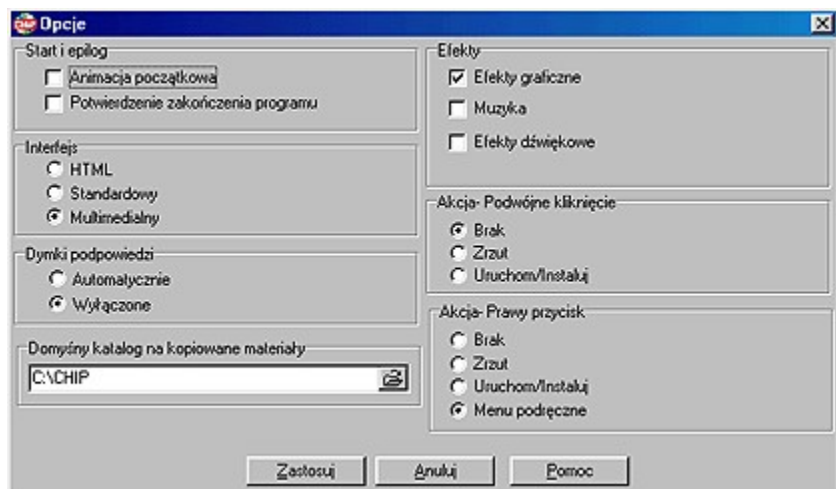 Opcje
Start i epilog
Animacja początkowa
Potwierdzenie zakończenia programu
Interfejs
HTML
Standardowy
Multimedialny
Dymki podpowiedzi
Automatycznie
Wyłączone
Domyśny katalog na kopiowane materiały
C:\CHIP
Efekty
Efekty graficzne
Muzyka
Efekty dźwiękowe
Akcja- Podwójne kliknięcie
Brak
Zrzut
Uruchom/Instaluj
Akcja- Prawy przycisk
Brak
Zrzut
Uruchom/Instaluj
Menu podręczne
Zastosuj
Anuluj
Pomoc